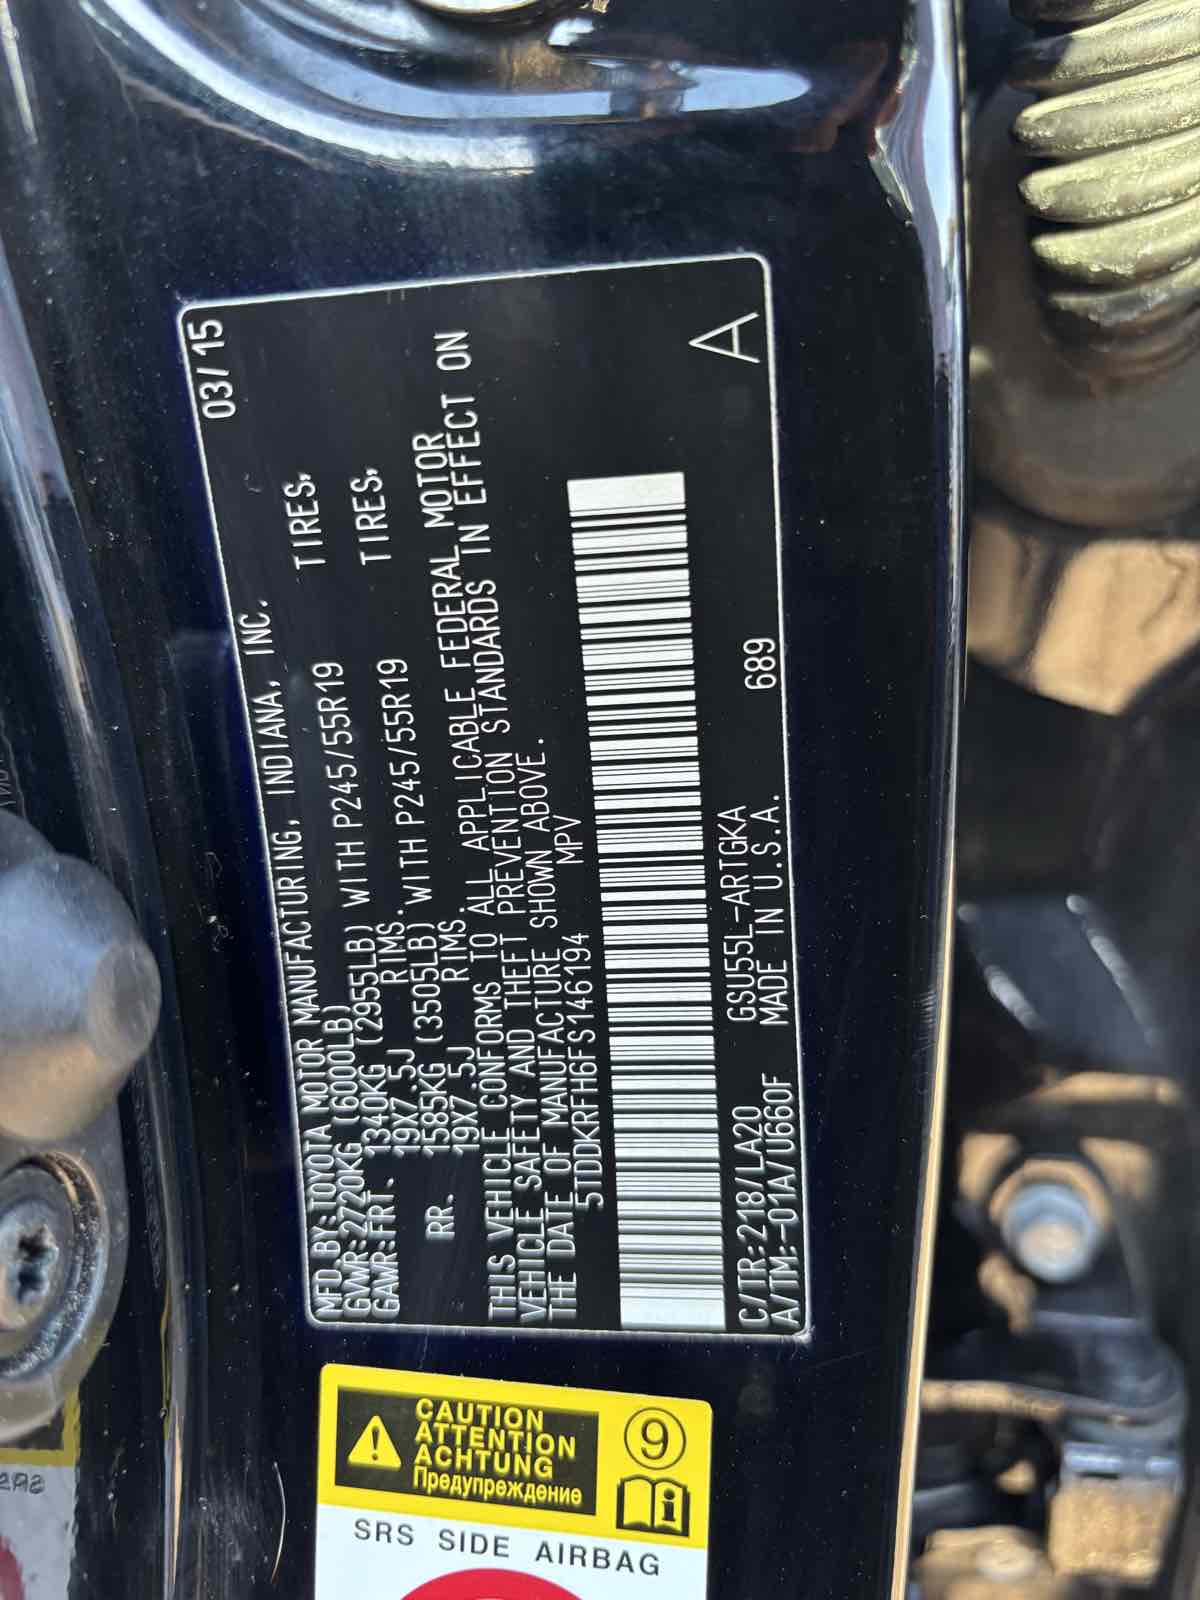 MFD.BY:TOYOTA MOTOR MANUFACTURING, INDIANA, INC. 03/15
GVWR:2720KG (6000LB)
GAWR:FRT. 1340KG (2955LB) WITH P245/55R19 TIRES,
19X7.5J RIMS.
RR. 1585KG (3505LB) WITH P245/55R19 TIRES,
19X7.5J RIMS.
THIS VEHICLE CONFORMS TO ALL APPLICABLE FEDERAL MOTOR
VEHICLE SAFETY AND THEFT PREVENTION STANDARDS IN EFFECT ON
THE DATE OF MANUFACTURE SHOWN ABOVE.
5TDDKRFH6FS146194 MPV
C/TR:218/LA20 GSU55L-ARTGKA 689
A/TM:-01A/U660F MADE IN U.S.A. A
CAUTION
ATTENTION
ACHTUNG
Предупреждение
9
SRS SIDE AIRBAG